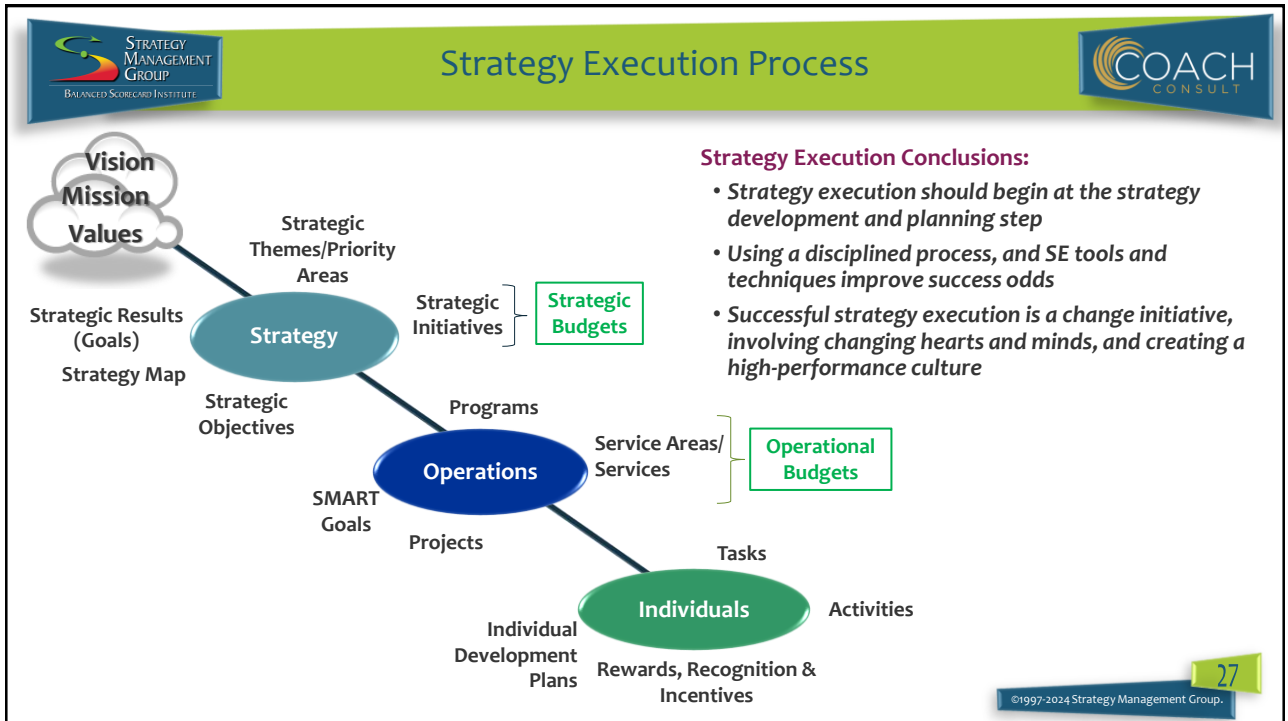 STRATEGY
MANAGEMENT
GROUP
BALANCED SCORECARD INSTITUTE
Strategy Execution Process
COACH
CONSULT
Vision
Mission
Values
Strategic
Themes/Priority
Areas
Strategic Results
(Goals)
Strategy Map
Strategy
Strategic
Objectives
Strategic
Initiatives
Strategic
Budgets
Programs
Operations
Service Areas/
Services
Operational
Budgets
SMART
Goals
Projects
Tasks
Individuals
Activities
Individual
Development
Plans
Rewards, Recognition &
Incentives
Strategy Execution Conclusions:
• Strategy execution should begin at the strategy
development and planning step
• Using a disciplined process, and SE tools and
techniques improve success odds
• Successful strategy execution is a change initiative,
involving changing hearts and minds, and creating a
high-performance culture
27
©1997-2024 Strategy Management Group.